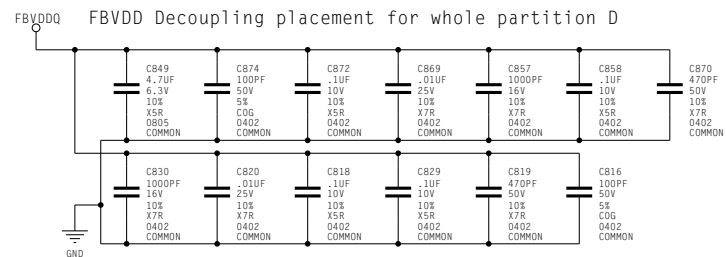 FBVDDQ
FBVDD Decoupling placement for whole partition D
C849
4.7UF
6.3V
10%
X5R
0805
COMMON
C874
100PF
50V
5%
COG
0402
COMMON
C872
.1UF
10V
10%
X5R
0402
COMMON
C869
.01UF
25V
10%
X7R
0402
COMMON
C857
1000PF
16V
10%
X7R
0402
COMMON
C858
.1UF
10V
10%
X5R
0402
COMMON
C870
470PF
50V
10%
X7R
0402
COMMON
C830
1000PF
16V
10%
X7R
0402
COMMON
C820
.01UF
25V
10%
X7R
0402
COMMON
C818
.1UF
10V
10%
X5R
0402
COMMON
C829
.1UF
10V
10%
X5R
0402
COMMON
C819
470PF
50V
10%
X7R
0402
COMMON
C816
100PF
50V
5%
COG
0402
COMMON
GND